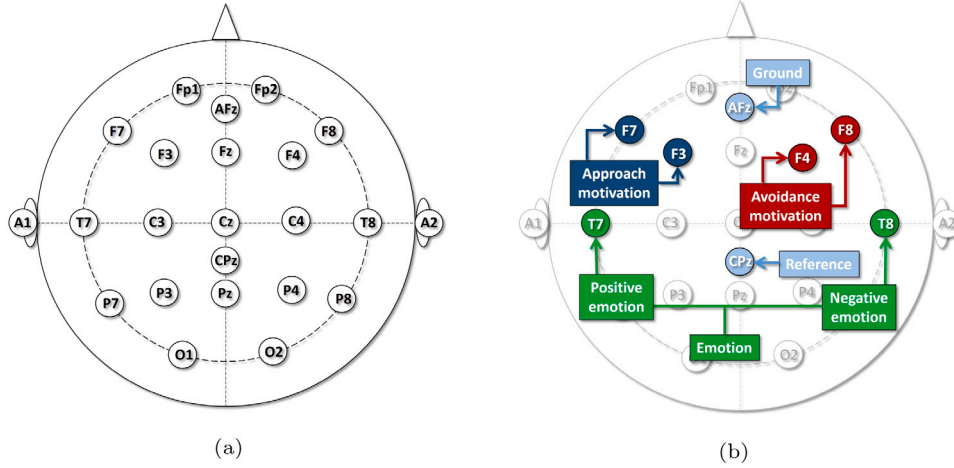 Fp1 Fp2
AFz
F7 F8
F3 Fz F4
A1 T7 C3 Cz C4 T8 A2
CPz
P3 Pz P4
P7 P8
O1 O2
(a)
Ground
Fp1 Fp2
AFz
F7 F8
F3 Fz F4
Approach
motivation
Avoidance
motivation
A1 T7 C3 T8 A2
CPz Reference
Positive
emotion
P3 Pz P4
Negative
emotion
Emotion
O2
(b)